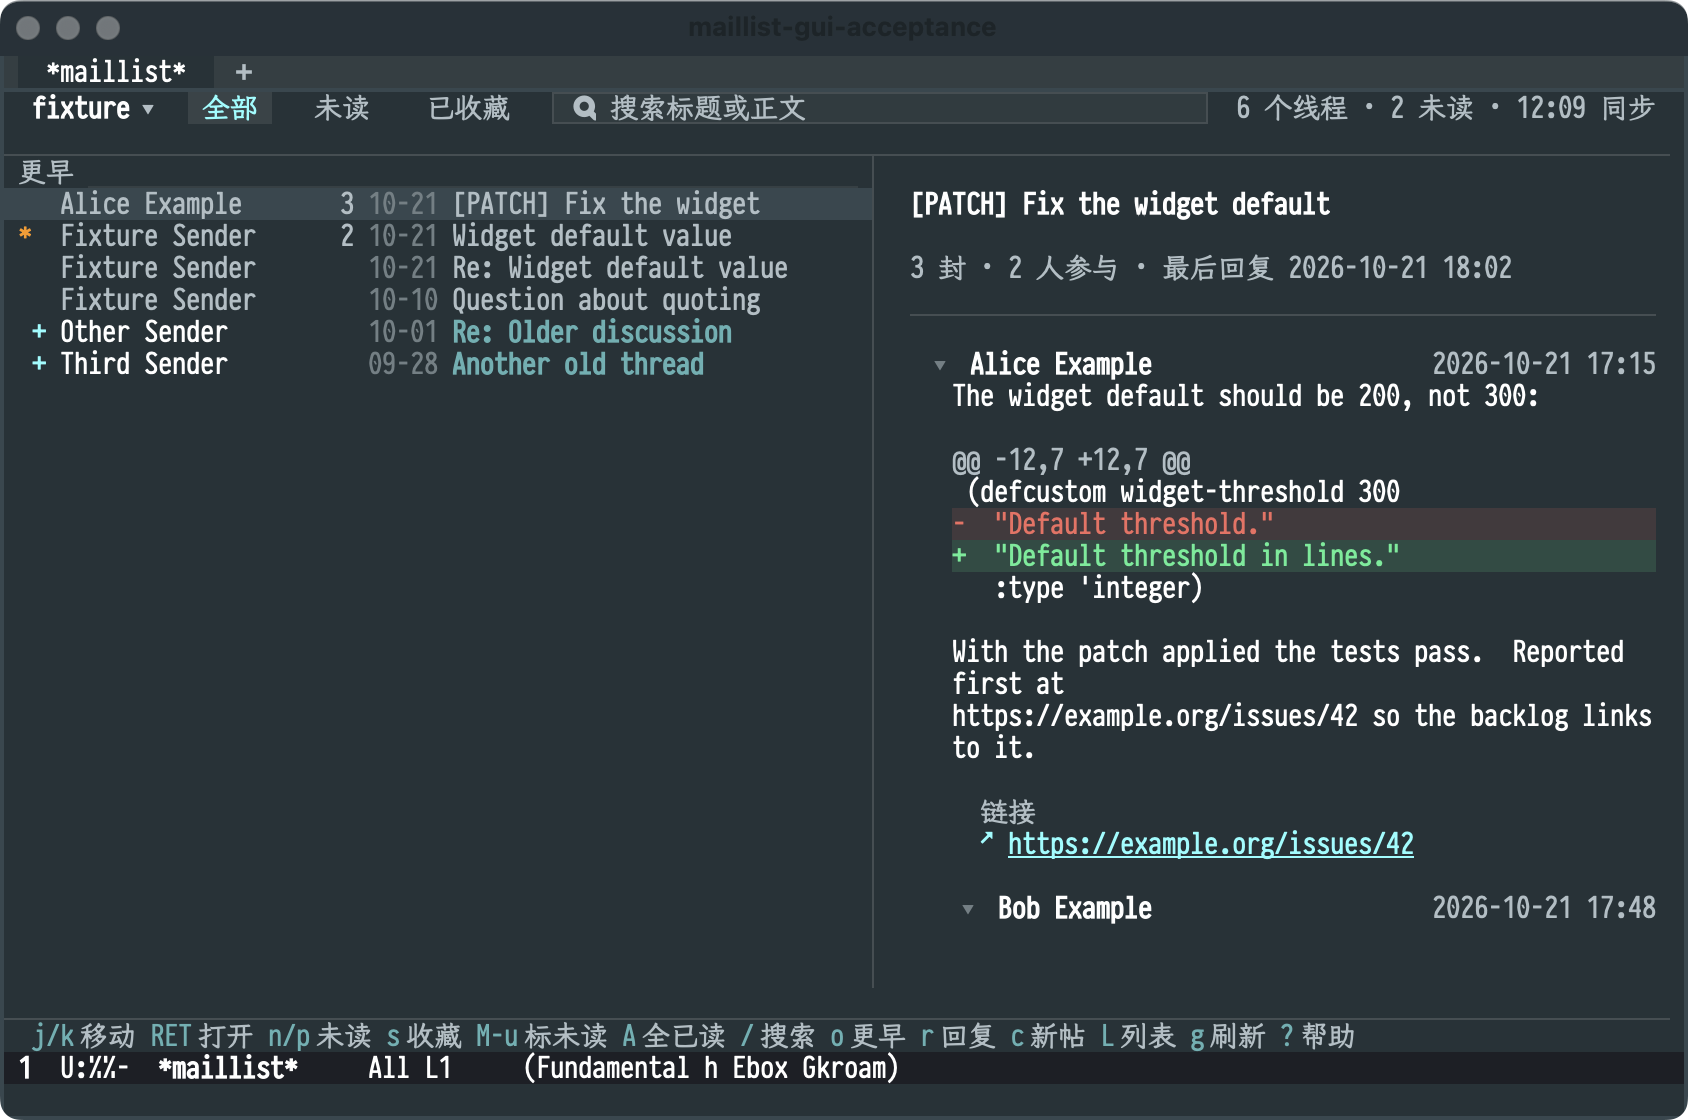 maillist-gui-acceptance
*maillist* +
fixture ▾ 全部 未读 已收藏 搜索标题或正文 6 个线程 · 2 未读 · 12:09 同步
更早
Alice Example 3 10-21 [PATCH] Fix the widget
* Fixture Sender 2 10-21 Widget default value
Fixture Sender 10-21 Re: Widget default value
Fixture Sender 10-10 Question about quoting
+ Other Sender 10-01 Re: Older discussion
+ Third Sender 09-28 Another old thread
[PATCH] Fix the widget default
3 封 · 2 人参与 · 最后回复 2026-10-21 18:02
▾ Alice Example 2026-10-21 17:15
The widget default should be 200, not 300:
@@ -12,7 +12,7 @@
(defcustom widget-threshold 300
-  "Default threshold."
+  "Default threshold in lines."
:type 'integer)
With the patch applied the tests pass.  Reported
first at
https://example.org/issues/42 so the backlog links
to it.
链接
↗ https://example.org/issues/42
▾ Bob Example 2026-10-21 17:48
j/k 移动 RET 打开 n/p 未读 s 收藏 M-u 标未读 A 全已读 / 搜索 o 更早 r 回复 c 新帖 L 列表 g 刷新 ? 帮助
1 U:%%- *maillist* All L1 (Fundamental h Ebox Gkroam)